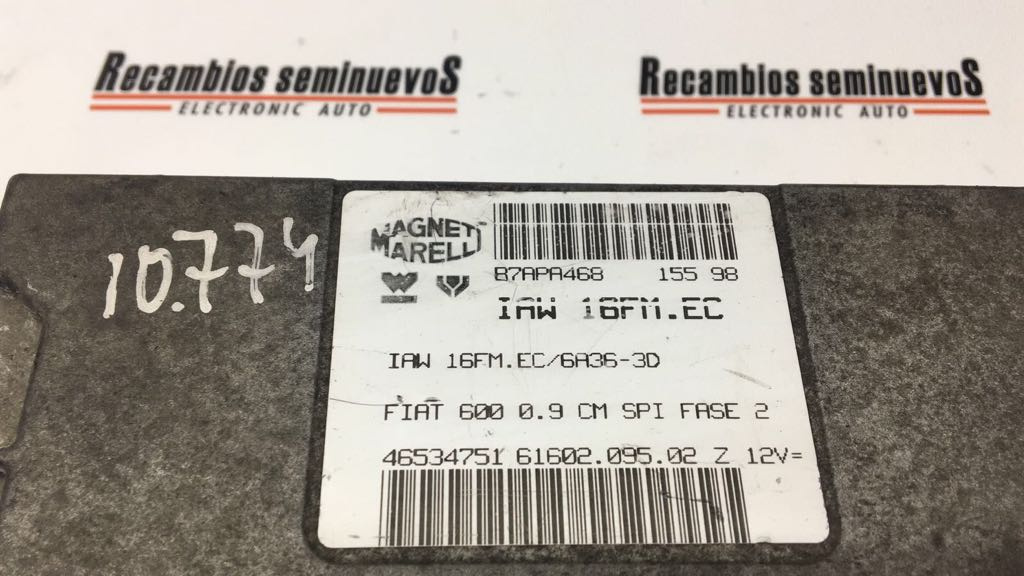 Recambios seminuevoS
ELECTRONIC AUTO
Recambios seminuevoS
ELECTRONIC AUTO
10.774
MAGNETI
MARELLI
B7APA468 155 98
IAW 16FM.EC
IAW 16FM.EC/6A36-3D
FIAT 600 0.9 CM SPI FASE 2
46534751 61602.095.02 Z 12V=